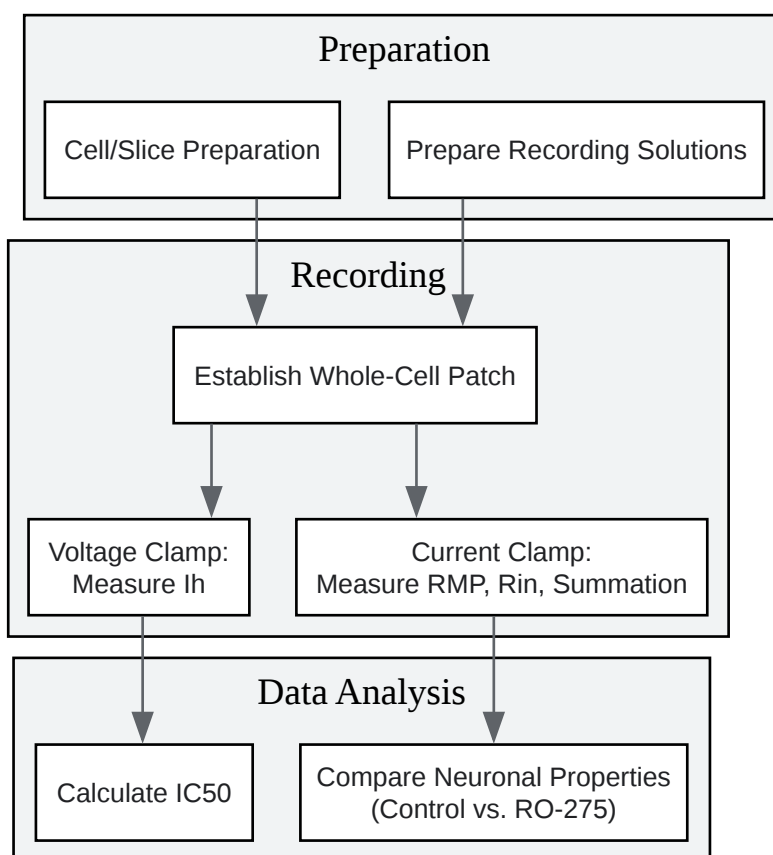 Preparation
Cell/Slice Preparation
Prepare Recording Solutions
Recording
Establish Whole-Cell Patch
Voltage Clamp:
Measure Ih
Current Clamp:
Measure RMP, Rin, Summation
Data Analysis
Calculate IC50
Compare Neuronal Properties
(Control vs. RO-275)